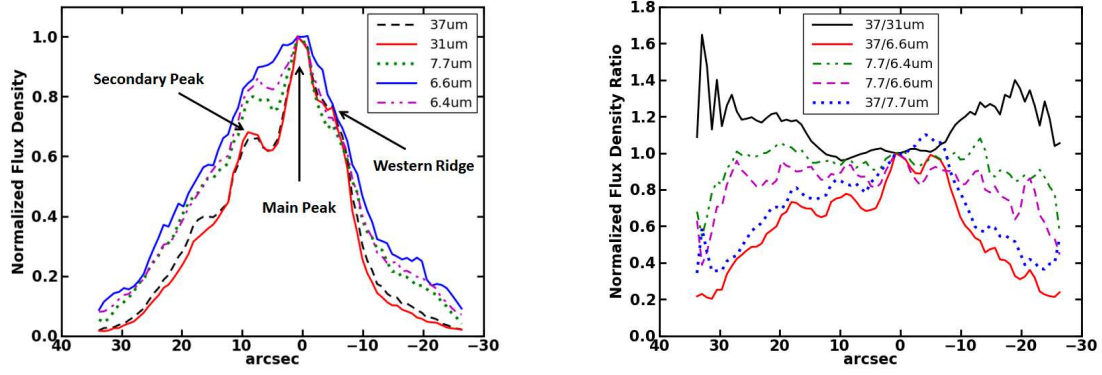 1.0
0.8
0.6
0.4
0.2
0.0
Normalized Flux Density
40 30 20 10 0 −10 −20 −30
arcsec
37um
31um
7.7um
6.6um
6.4um
Secondary Peak
Main Peak
Western Ridge
1.8
1.6
1.4
1.2
1.0
0.8
0.6
0.4
0.2
0.0
Normalized Flux Density Ratio
40 30 20 10 0 −10 −20 −30
arcsec
37/31um
37/6.6um
7.7/6.4um
7.7/6.6um
37/7.7um